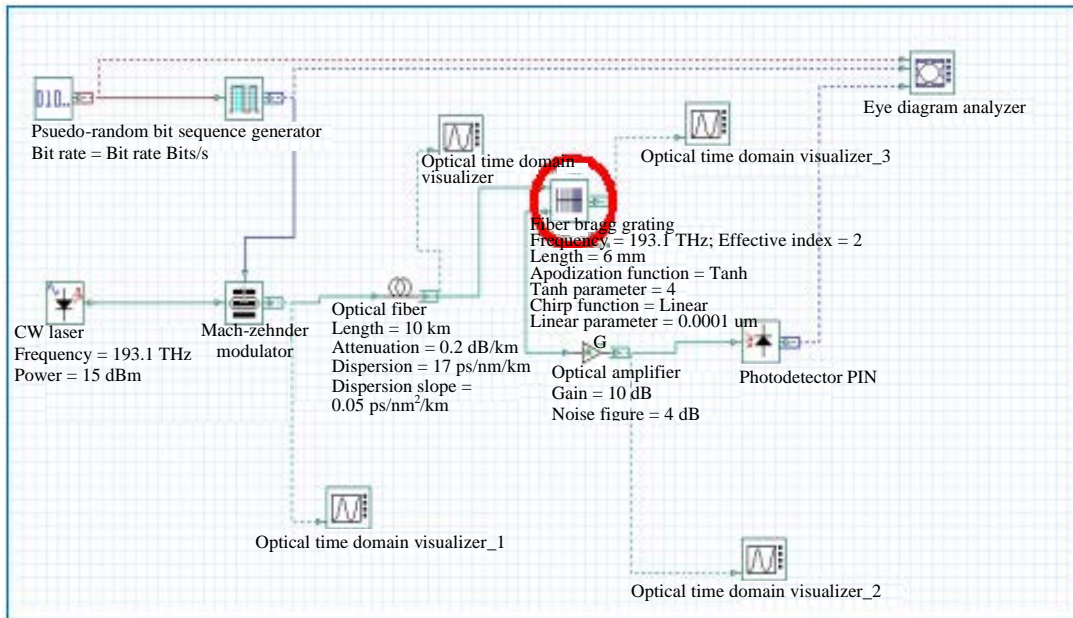 01D..
Psuedo-random bit sequence generator
Bit rate = Bit rate Bits/s
Eye diagram analyzer
Optical time domain
visualizer
Optical time domain visualizer_3
Fiber bragg grating
Frequency = 193.1 THz; Effective index = 2
Length = 6 mm
Apodization function = Tanh
Tanh parameter = 4
Chirp function = Linear
Linear parameter = 0.0001 um
CW laser
Frequency = 193.1 THz
Power = 15 dBm
Mach-zehnder
modulator
Optical fiber
Length = 10 km
Attenuation = 0.2 dB/km
Dispersion = 17 ps/nm/km
Dispersion slope =
0.05 ps/nm²/km
G
Optical amplifier
Gain = 10 dB
Noise figure = 4 dB
Photodetector PIN
Optical time domain visualizer_1
Optical time domain visualizer_2